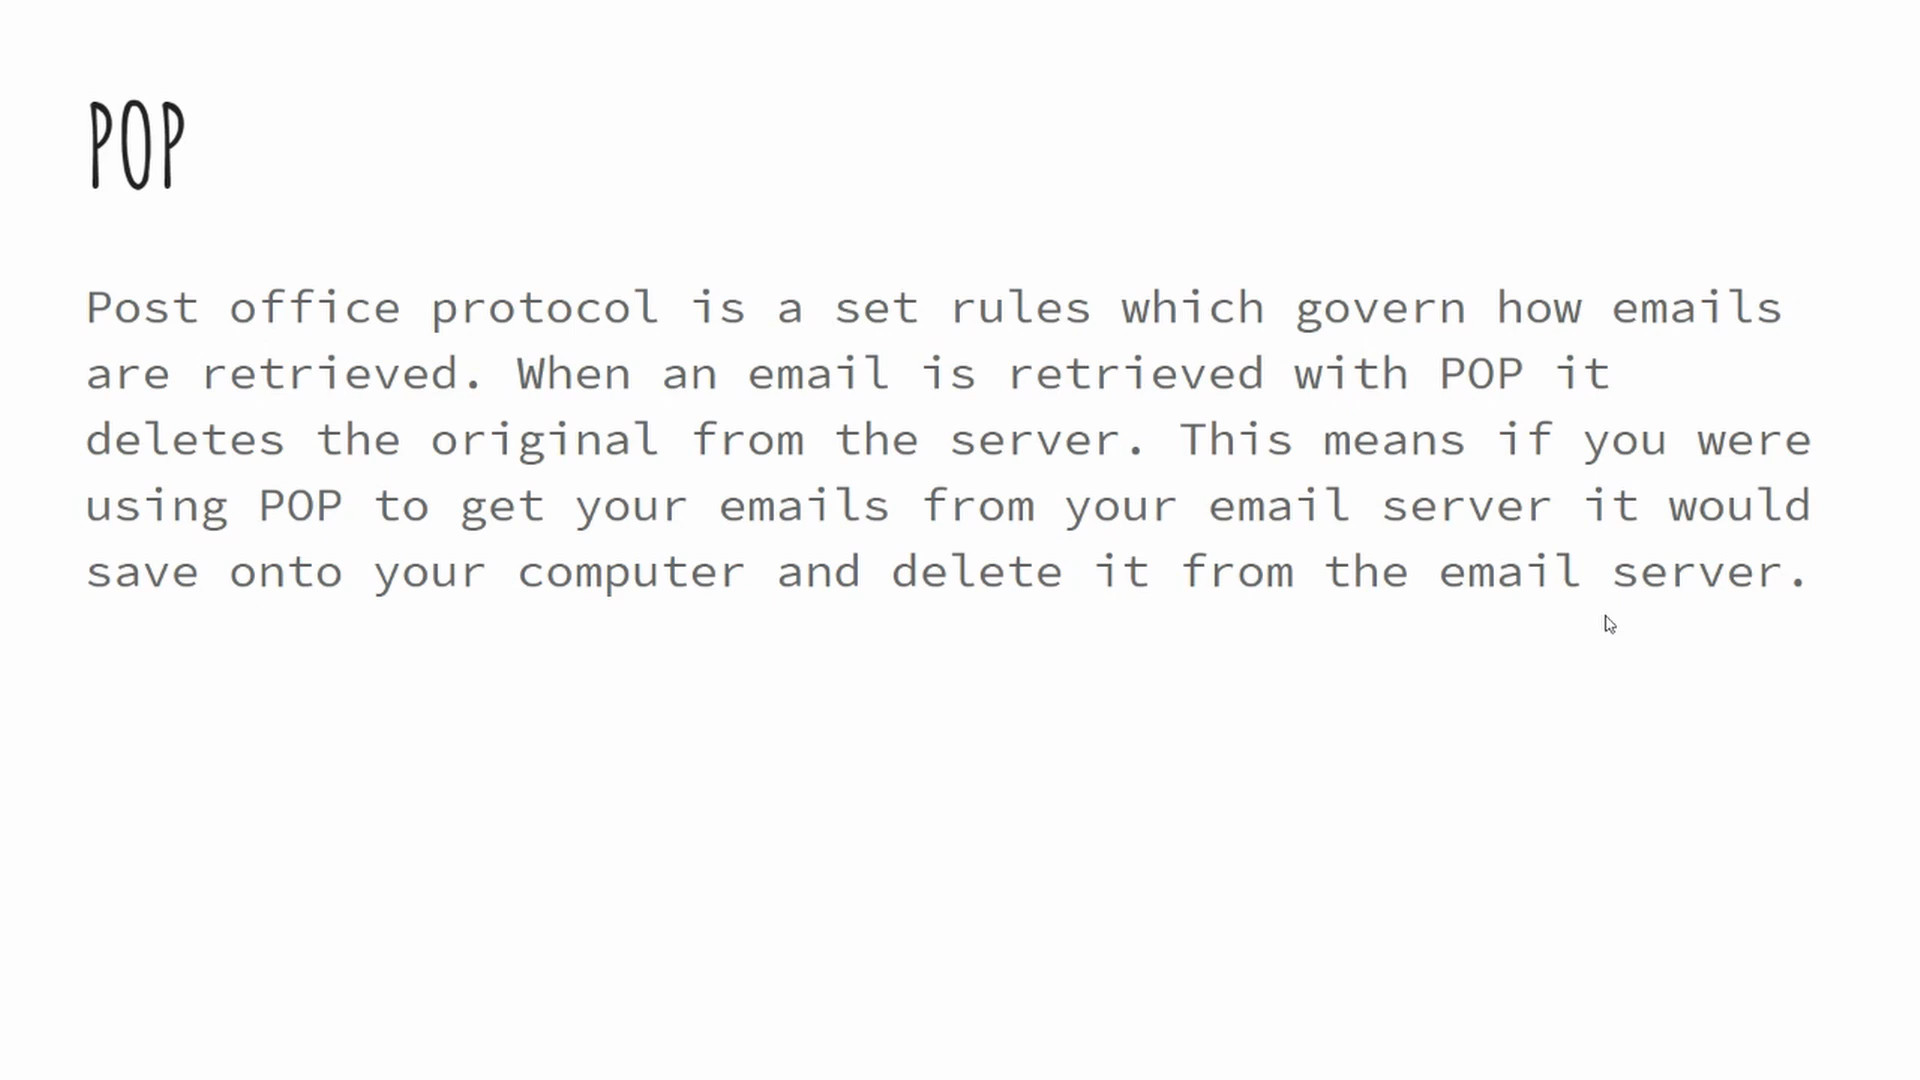 POP
Post office protocol is a set rules which govern how emails
are retrieved. When an email is retrieved with POP it
deletes the original from the server. This means if you were
using POP to get your emails from your email server it would
save onto your computer and delete it from the email server.